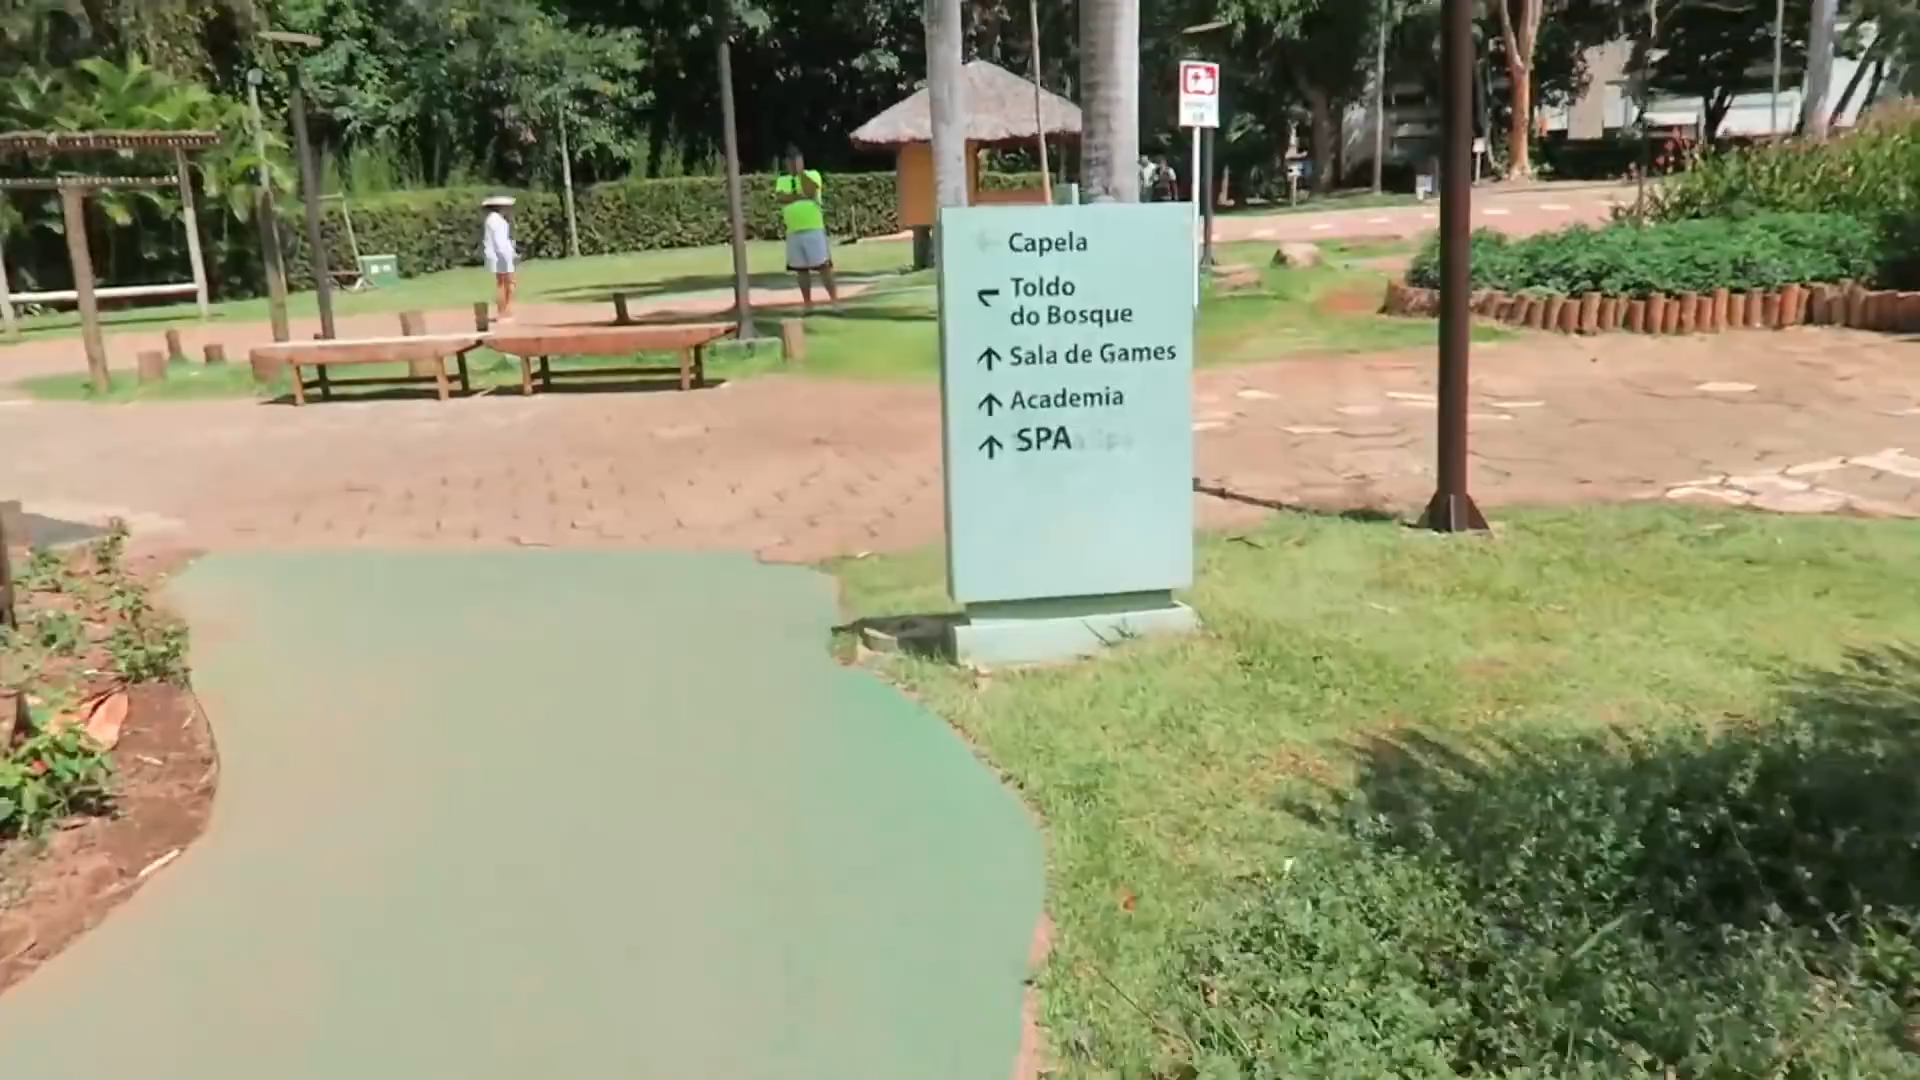 Capela
Toldo
do Bosque
Sala de Games
Academia
SPA